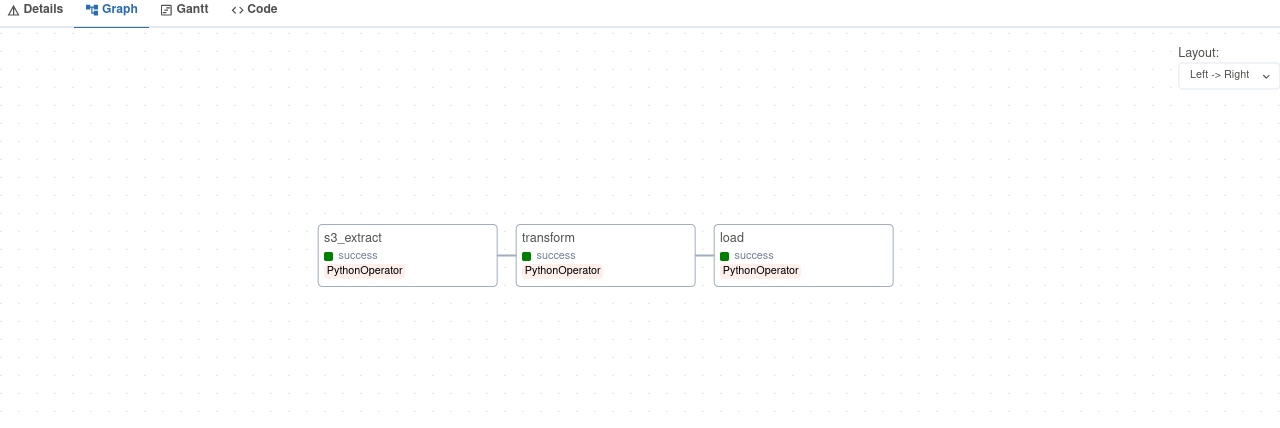 Details
Graph
Gantt
Code
Layout:
Left -> Right
s3_extract
success
PythonOperator
transform
success
PythonOperator
load
success
PythonOperator